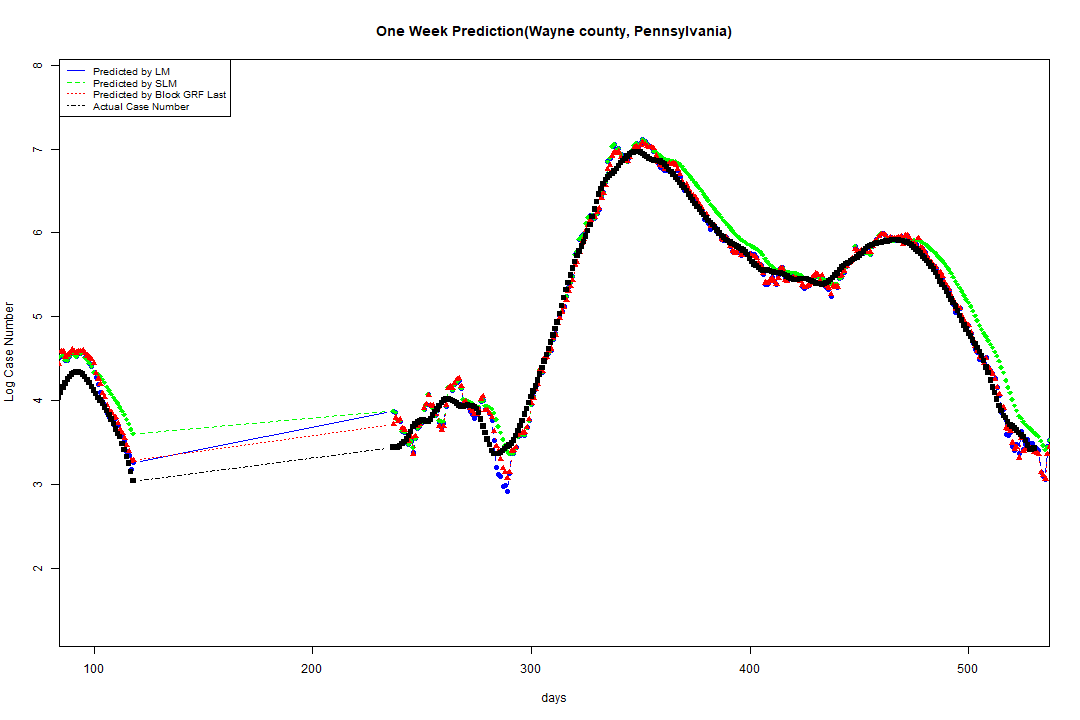 One Week Prediction(Wayne county, Pennsylvania)
Predicted by LM
Predicted by SLM
Predicted by Block GRF Last
Actual Case Number
8
7
6
5
4
3
2
Log Case Number
100 200 300 400 500
days